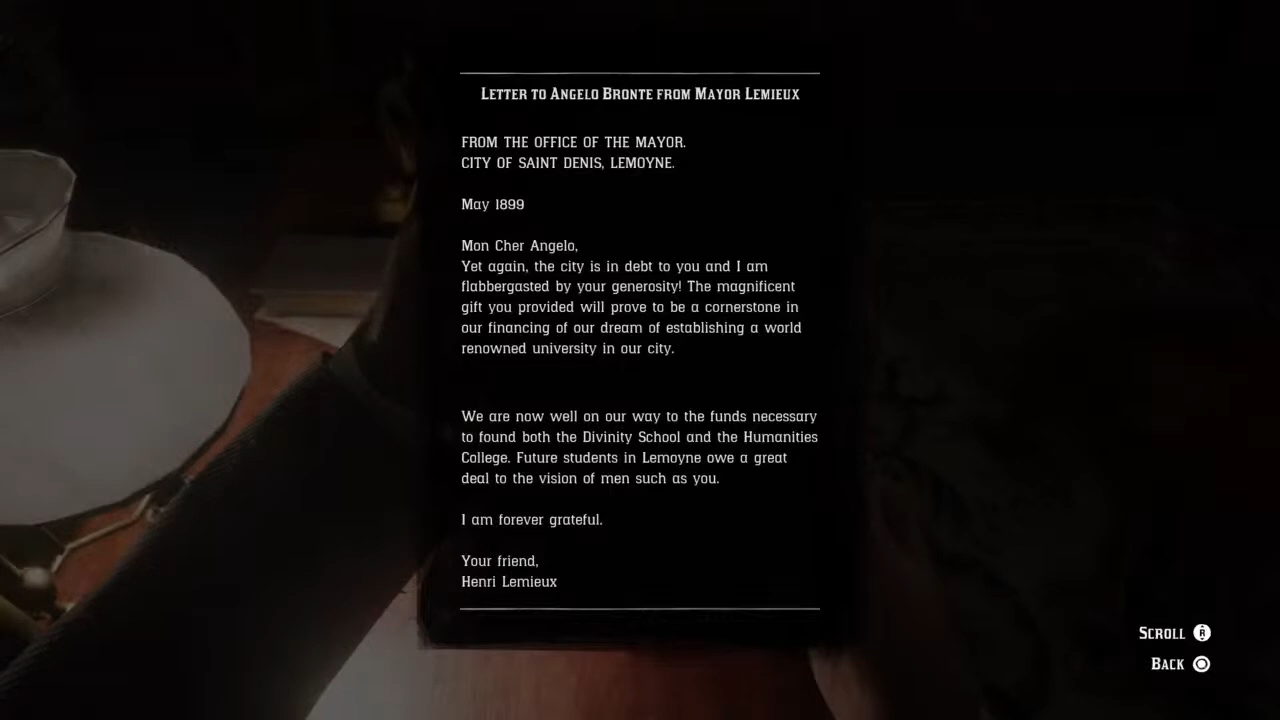 Letter to Angelo Bronte from Mayor Lemieux
FROM THE OFFICE OF THE MAYOR.
CITY OF SAINT DENIS, LEMOYNE.
May 1899
Mon Cher Angelo,
Yet again, the city is in debt to you and I am
flabbergasted by your generosity! The magnificent
gift you provided will prove to be a cornerstone in
our financing of our dream of establishing a world
renowned university in our city.
We are now well on our way to the funds necessary
to found both the Divinity School and the Humanities
College. Future students in Lemoyne owe a great
deal to the vision of men such as you.
I am forever grateful.
Your friend,
Henri Lemieux
Scroll R
Back